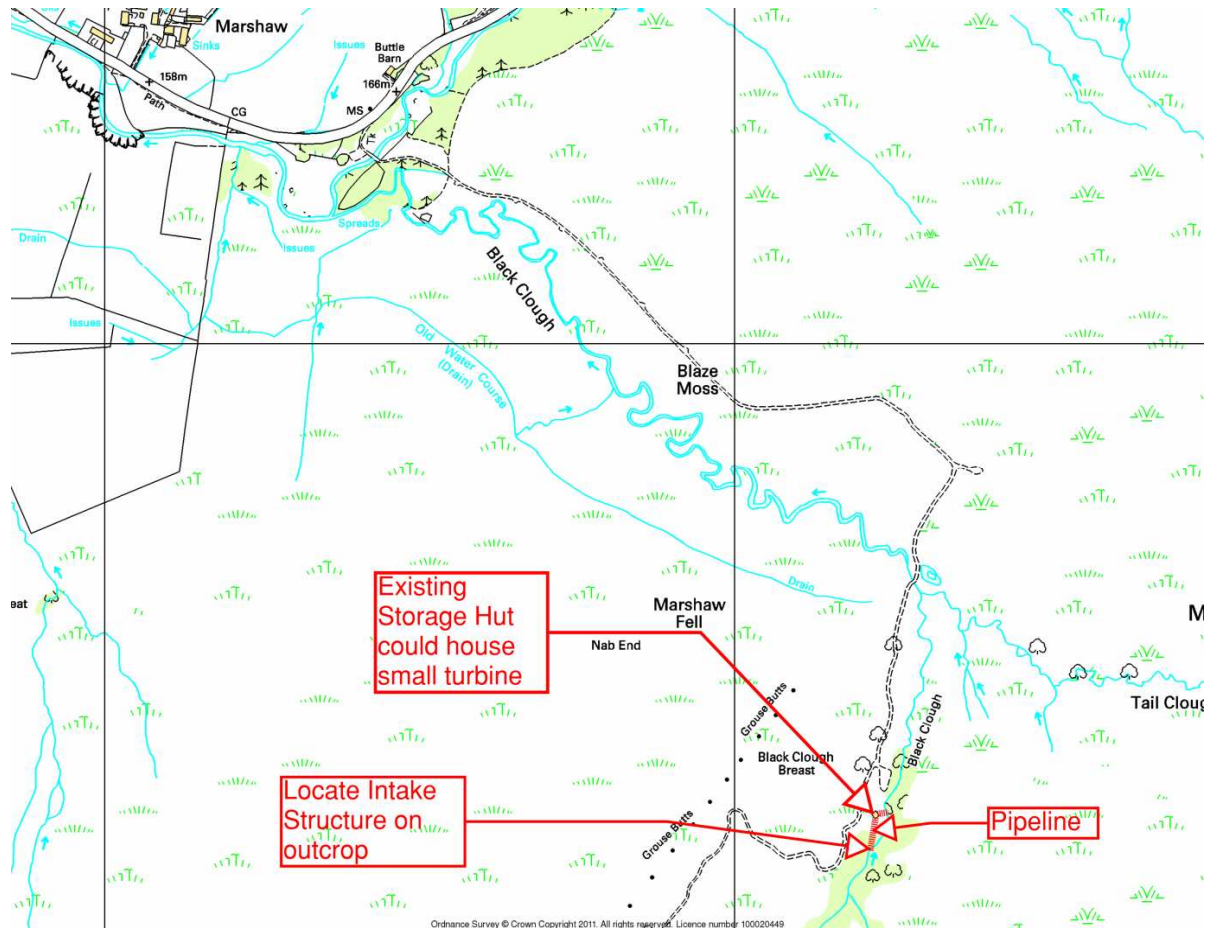 Marshaw
Sinks
Issues
Buttle
Barn
158m
166m
Path
CG
MS
Tk
Drain
Issues
Spreads
Issues
Black Clough
Old Water Course
(Drain)
Blaze
Moss
Drain
Existing
Storage Hut
could house
small turbine
Marshaw
Fell
Nab End
eat
M
Tail Cloug
Black Clough
Grouse Butts
Black Clough
Breast
Locate Intake
Structure on
outcrop
Grouse Butts
Pipeline
Ordnance Survey © Crown Copyright 2011. All rights reserved. Licence number 100020449